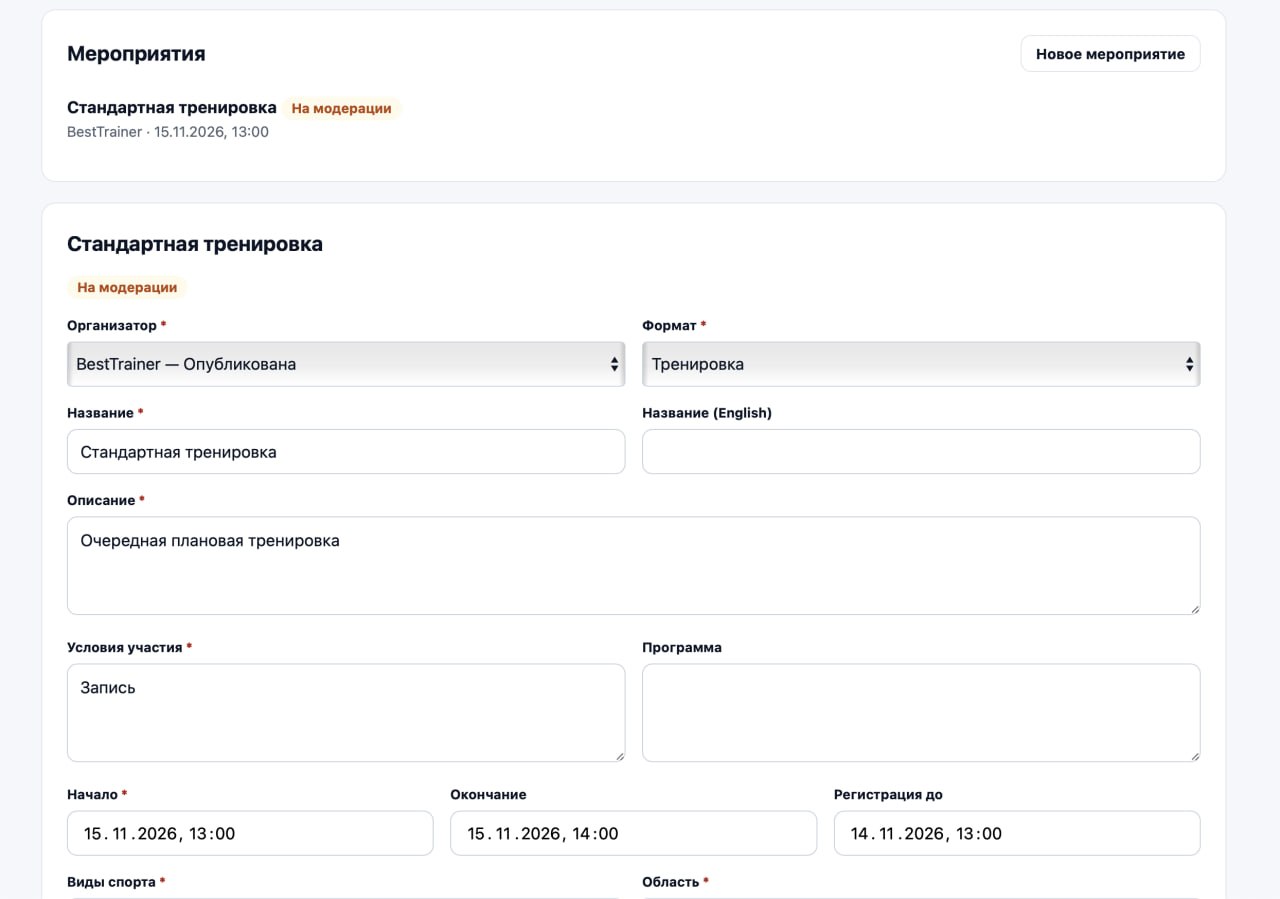 Мероприятия
Новое мероприятие
Стандартная тренировка На модерации
BestTrainer · 15.11.2026, 13:00
Стандартная тренировка
На модерации
Организатор * Формат *
BestTrainer — Опубликована Тренировка
Название * Название (English)
Стандартная тренировка
Описание *
Очередная плановая тренировка
Условия участия * Программа
Запись
Начало * Окончание Регистрация до
15.11.2026, 13:00 15.11.2026, 14:00 14.11.2026, 13:00
Виды спорта * Область *